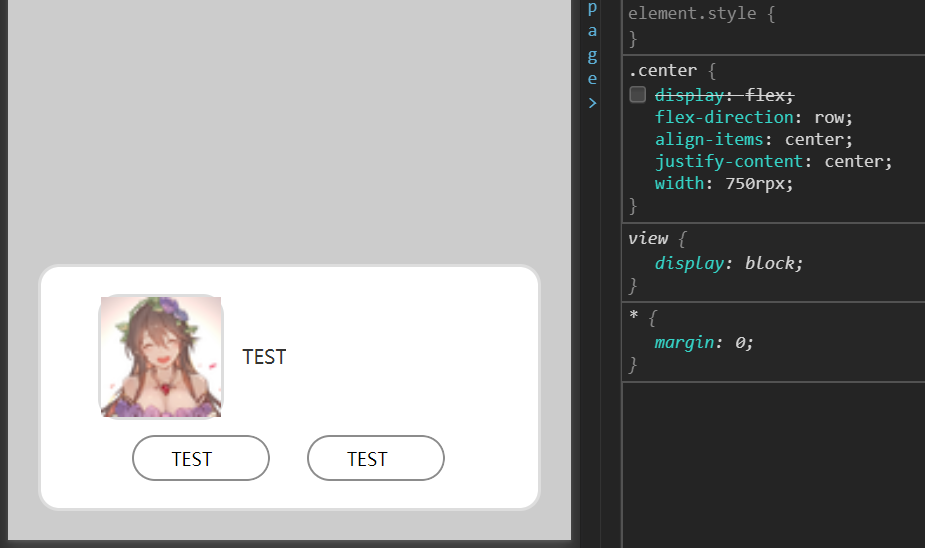 TEST
TEST
TEST
p
a
g
e
>
element.style {
}
.center {
display: flex;
flex-direction: row;
align-items: center;
justify-content: center;
width: 750rpx;
}
view {
display: block;
}
* {
margin: 0;
}